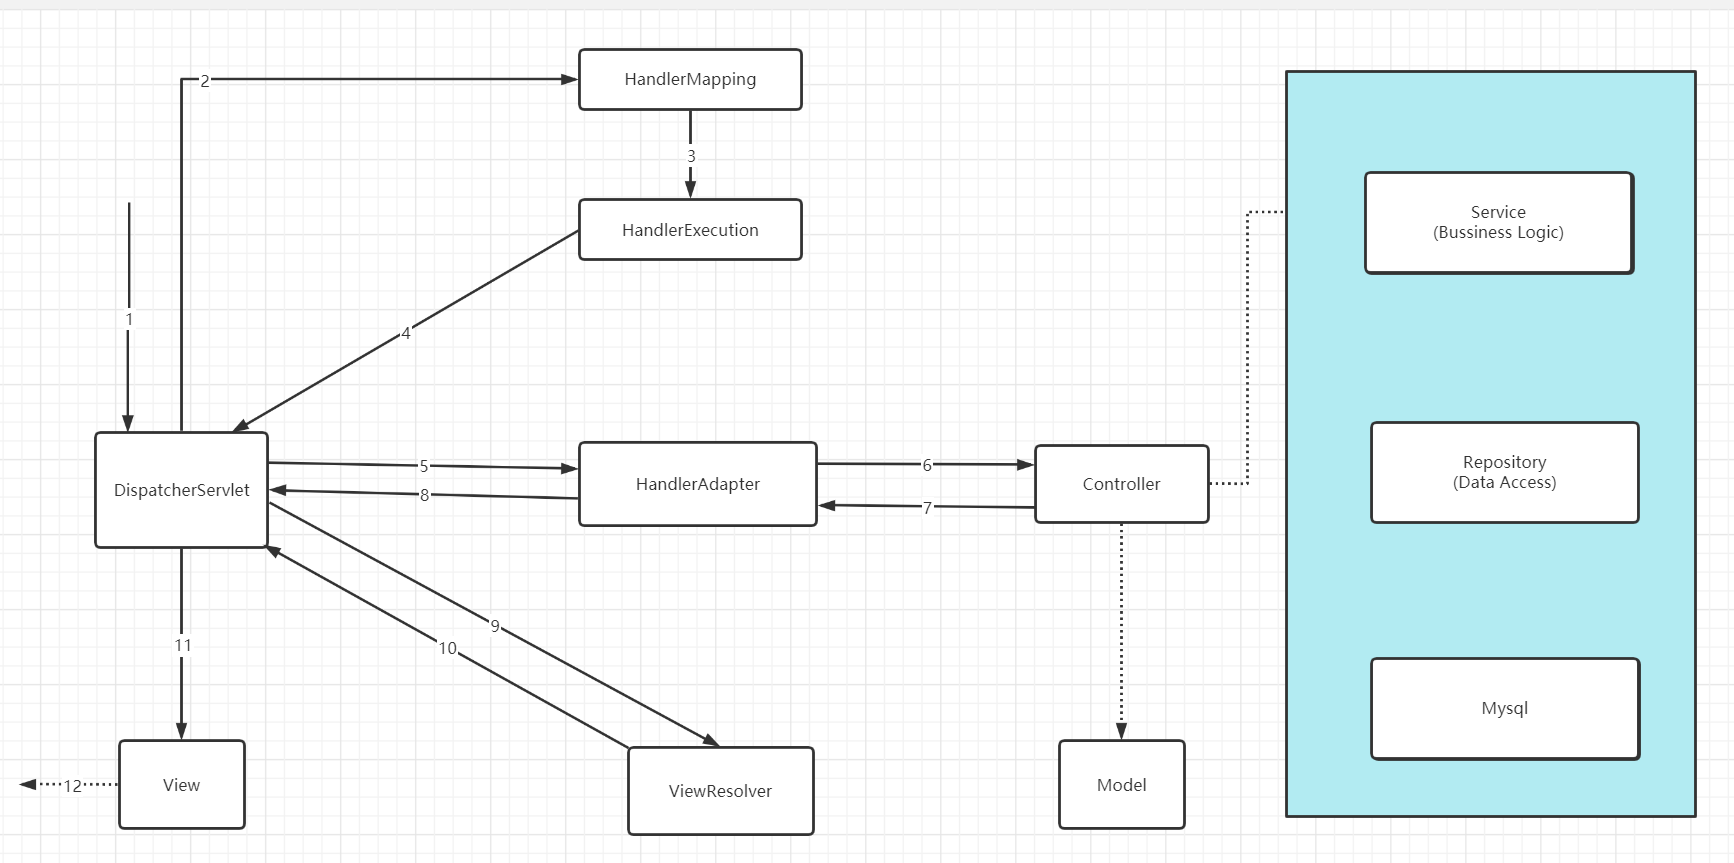 2
HandlerMapping
3
Service
(Bussiness Logic)
HandlerExecution
1
4
5
6
Repository
(Data Access)
DispatcherServlet
HandlerAdapter
Controller
8
7
9
10
11
Mysql
12
View
ViewResolver
Model